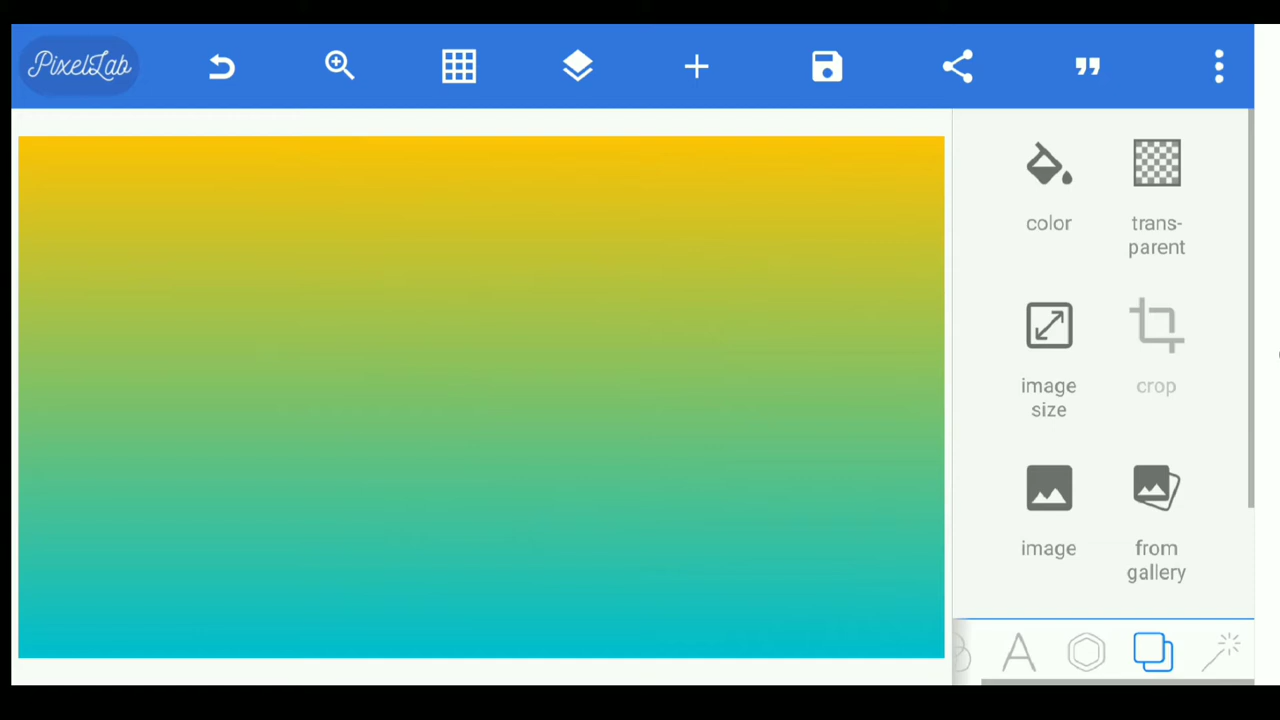 PixelLab
color
trans-
parent
image
size
crop
image
from
gallery